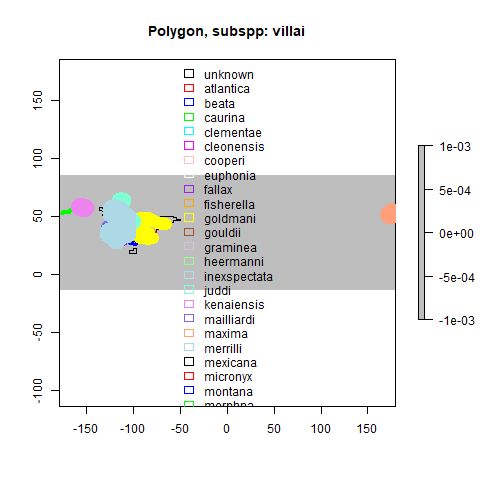 Polygon, subspp: villai
unknown
atlantica
beata
caurina
clementae
cleonensis
cooperi
euphonia
fallax
fisherella
goldmani
gouldii
graminea
heermanni
inexspectata
juddi
kenaiensis
mailliardi
maxima
merrilli
mexicana
micronyx
montana
morphna
150
100
50
0
-50
-100
-150
-100
-50
0
50
100
150
1e-03
5e-04
0e+00
-5e-04
-1e-03